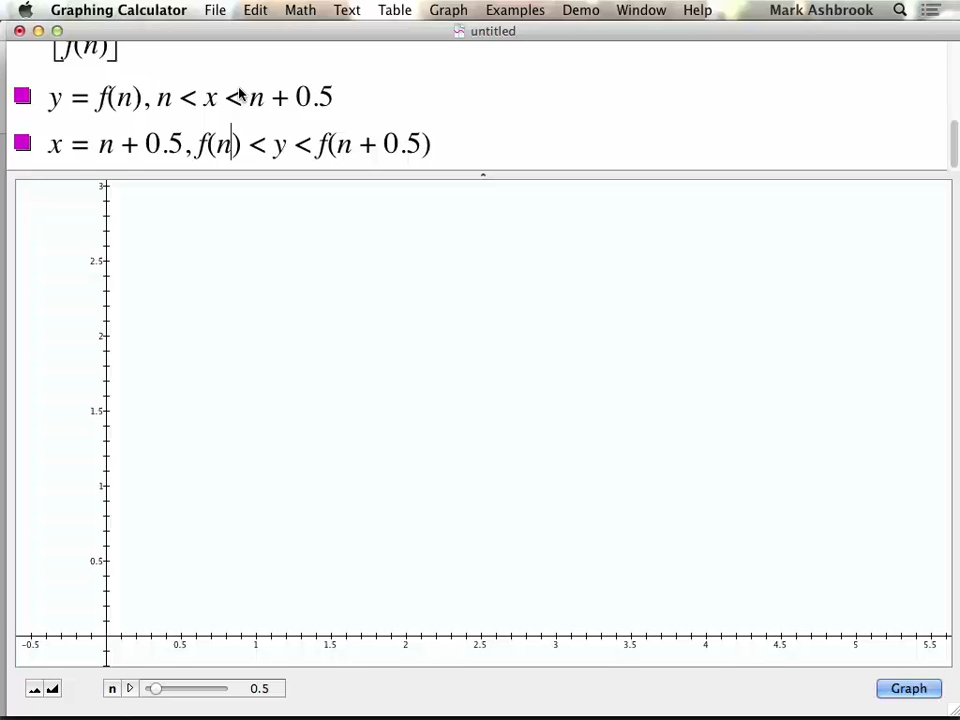 Graphing Calculator File Edit Math Text Table Graph Examples Demo Window Help Mark Ashbrook
untitled
[f(n)]
y = f(n), n < x < n + 0.5
x = n + 0.5, f(n) < y < f(n + 0.5)
3
2.5
2
1.5
1
0.5
-0.5 0.5 1 1.5 2 2.5 3 3.5 4 4.5 5 5.5
n 0.5 Graph